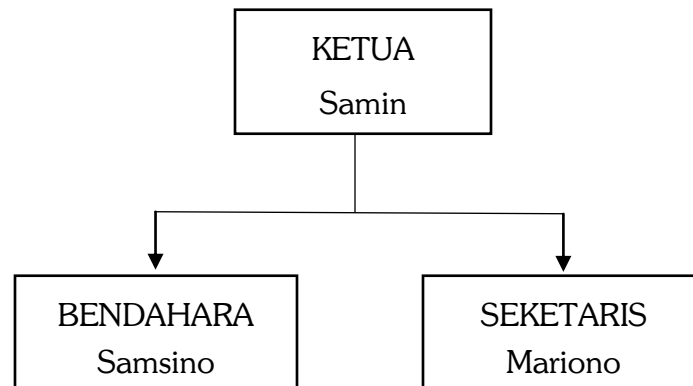 KETUA
Samin
BENDAHARA
Samsino
SEKETARIS
Mariono